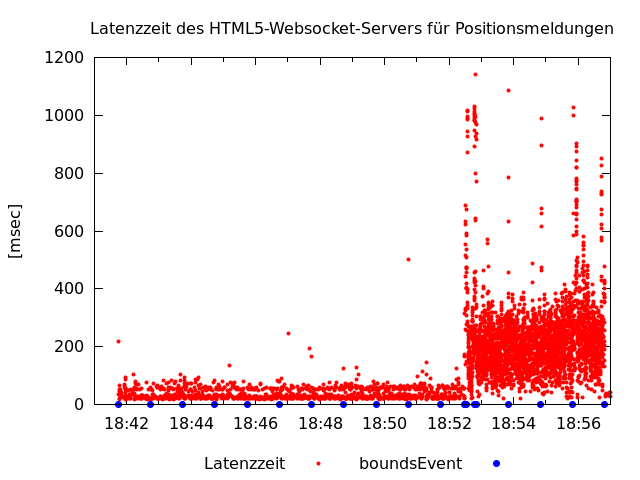 Latenzzeit des HTML5-Websocket-Servers für Positionsmeldungen
1200
1000
800
600
400
200
0
[msec]
18:42 18:44 18:46 18:48 18:50 18:52 18:54 18:56
Latenzzeit boundsEvent